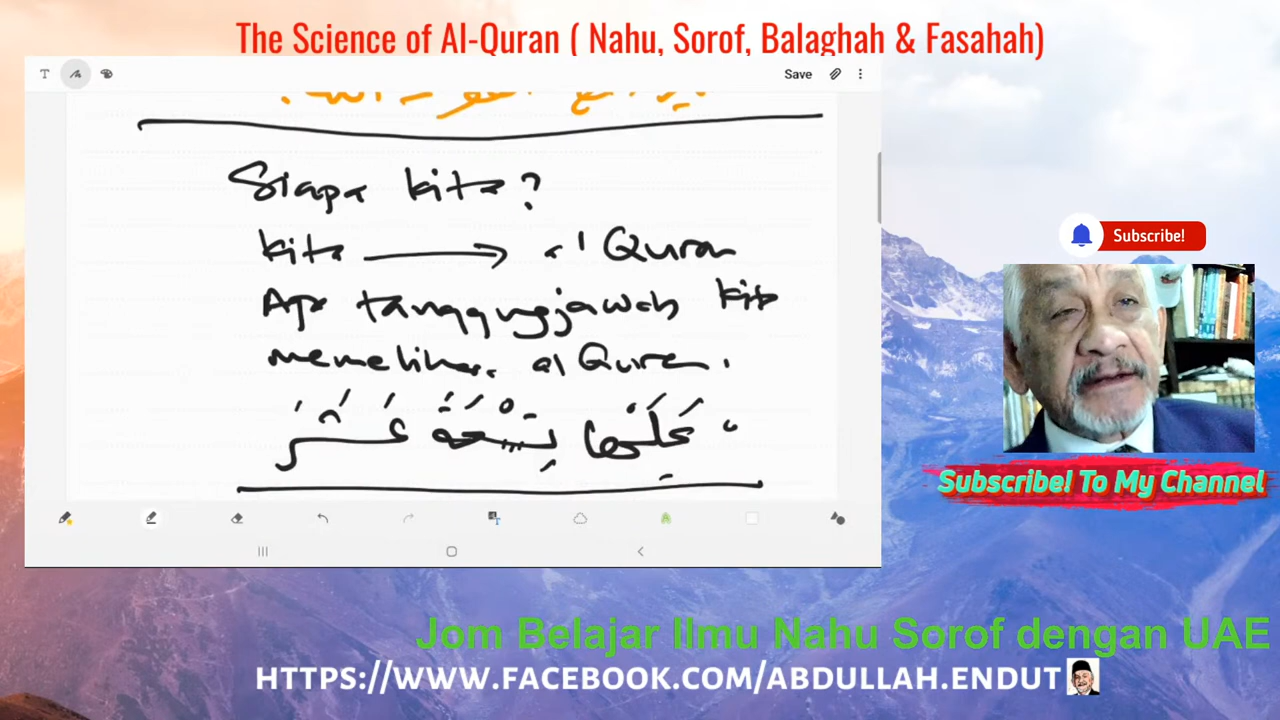 The Science of Al-Quran ( Nahu, Sorof, Balaghah & Fasahah)
T
Save
Siapa kita?
kita → al Quran
Apa tanggungjawab kita
memelihara al Quran.
عَلَيْهَا تِسْعَةَ عَشَرَ
Subscribe!
Subscribe! To My Channel
Jom Belajar Ilmu Nahu Sorof dengan UAE
HTTPS://WWW.FACEBOOK.COM/ABDULLAH.ENDUT